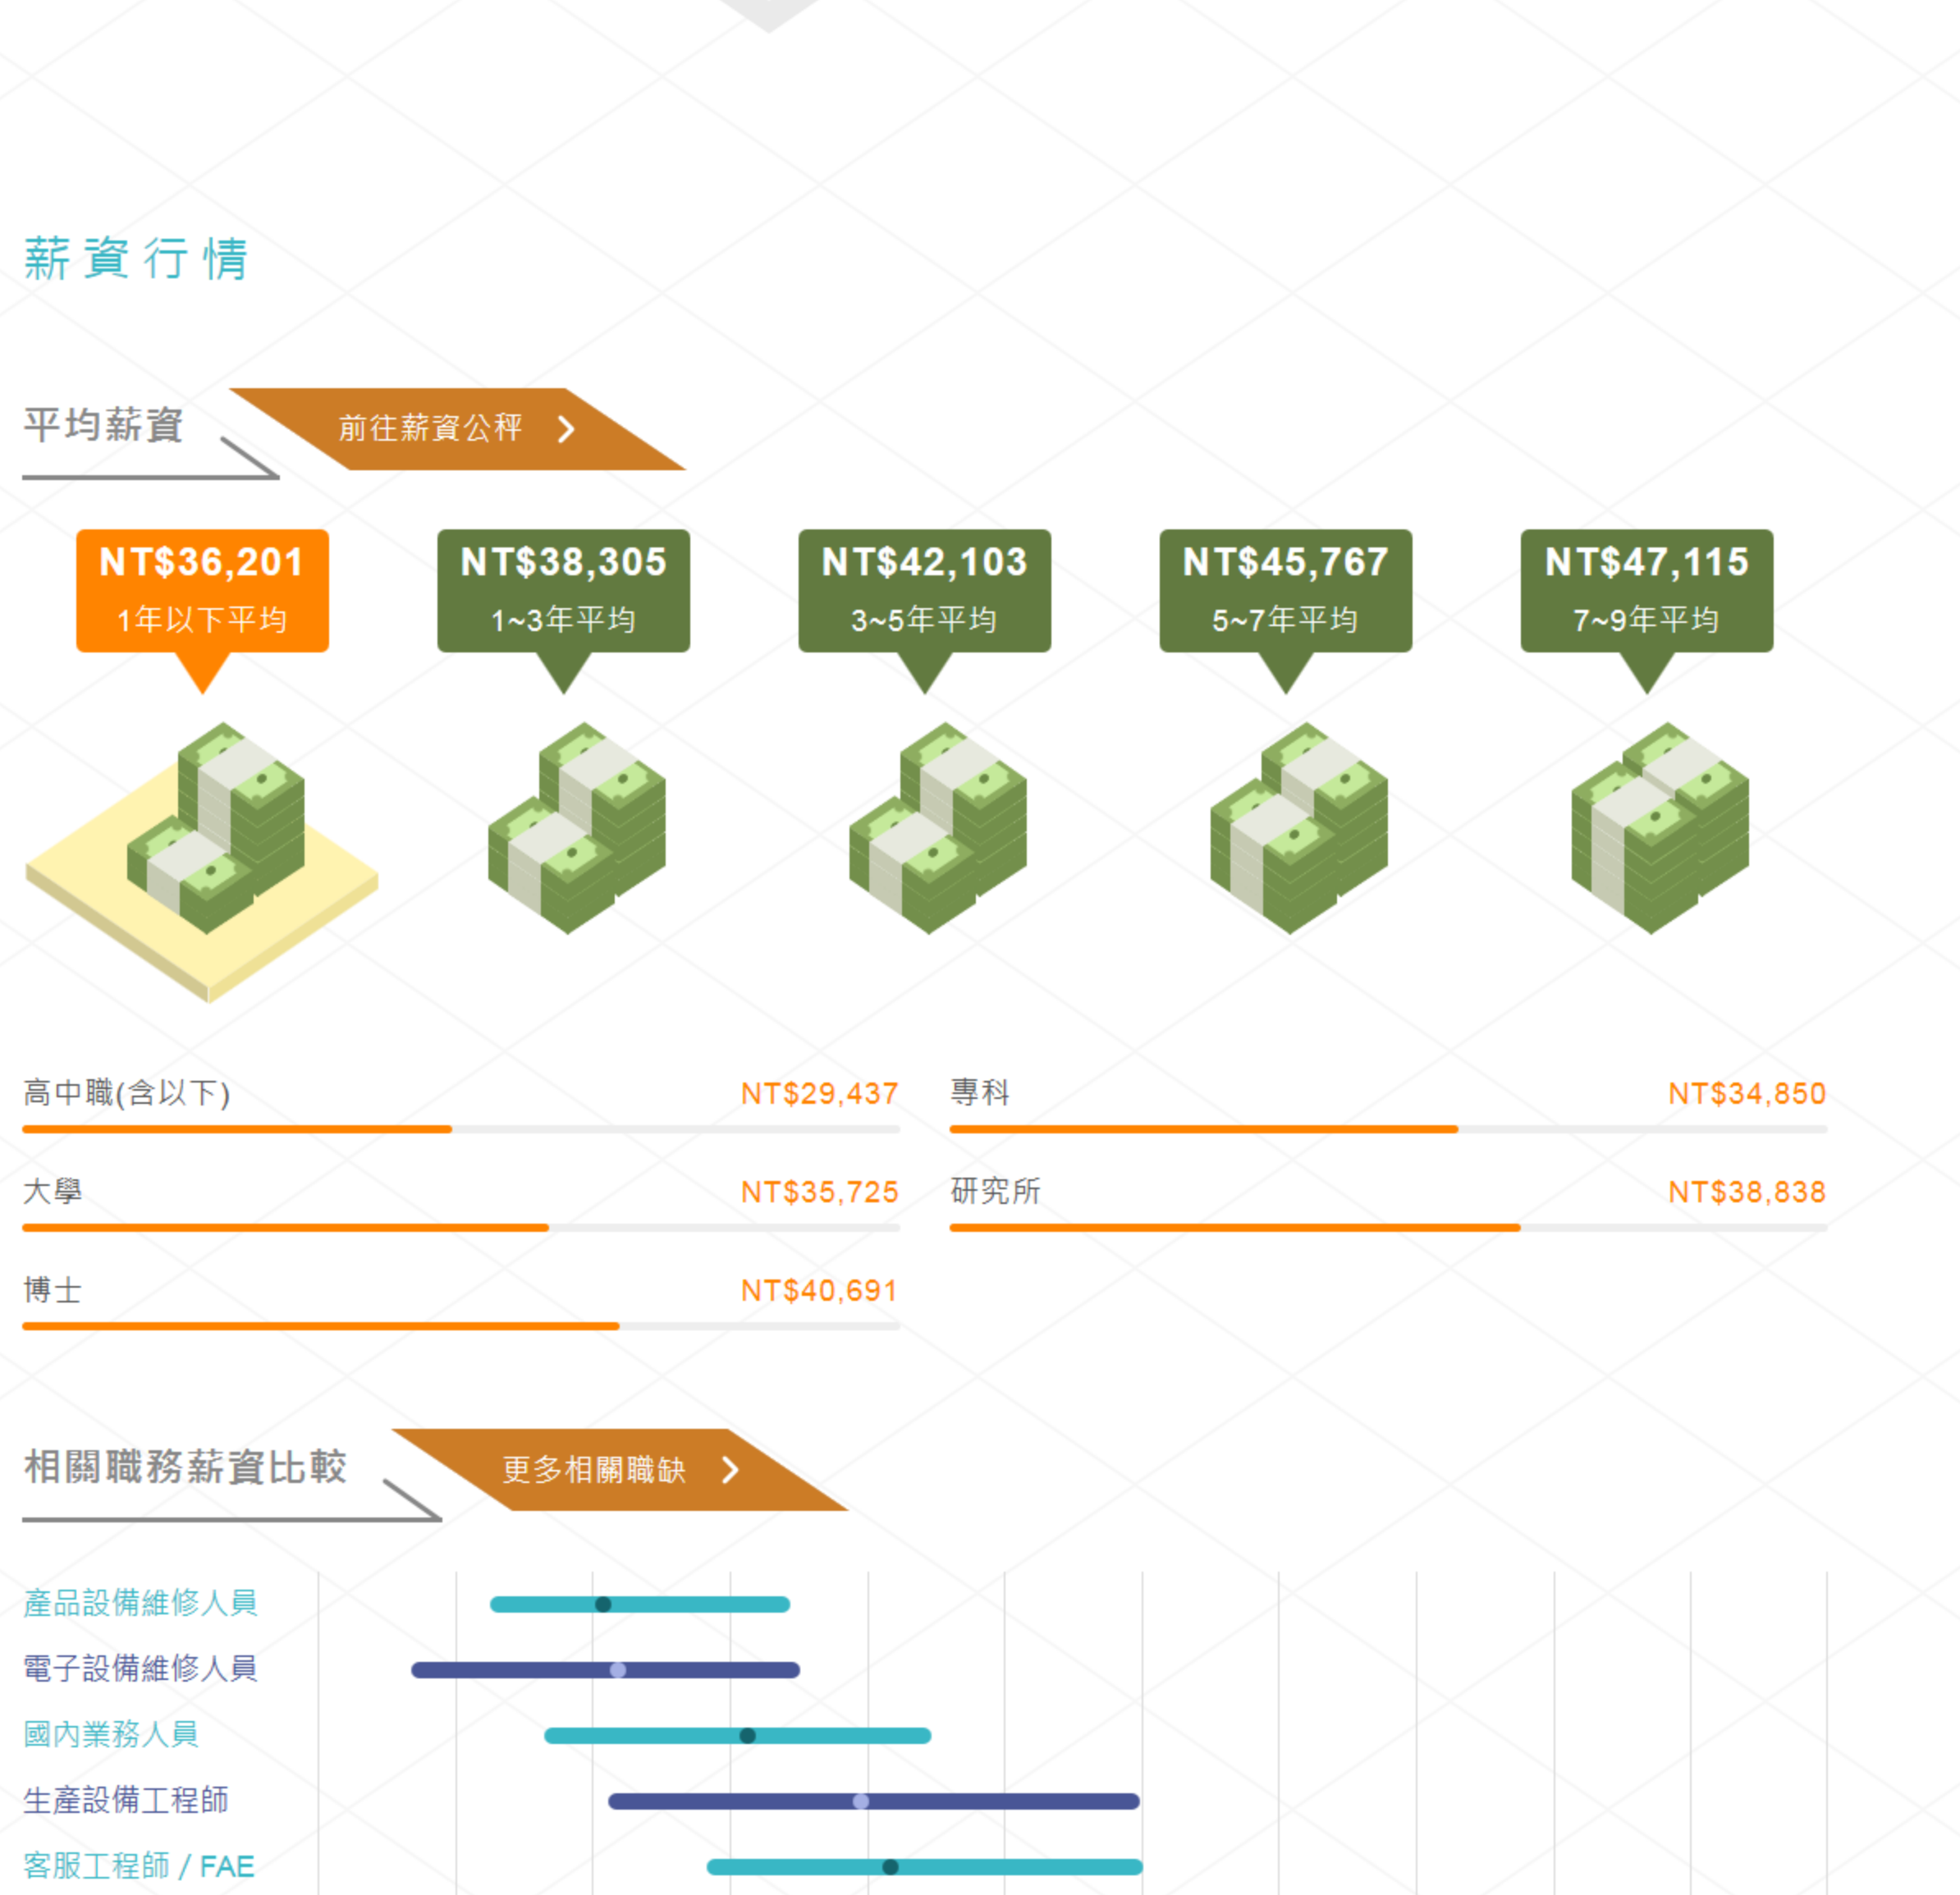 薪資行情
平均薪資
前往薪資公秤
NT$36,201
1年以下平均
NT$38,305
1~3年平均
NT$42,103
3~5年平均
NT$45,767
5~7年平均
NT$47,115
7~9年平均
高中職(含以下) NT$29,437
專科 NT$34,850
大學 NT$35,725
研究所 NT$38,838
博士 NT$40,691
相關職務薪資比較
更多相關職缺
產品設備維修人員
電子設備維修人員
國內業務人員
生產設備工程師
客服工程師 / FAE